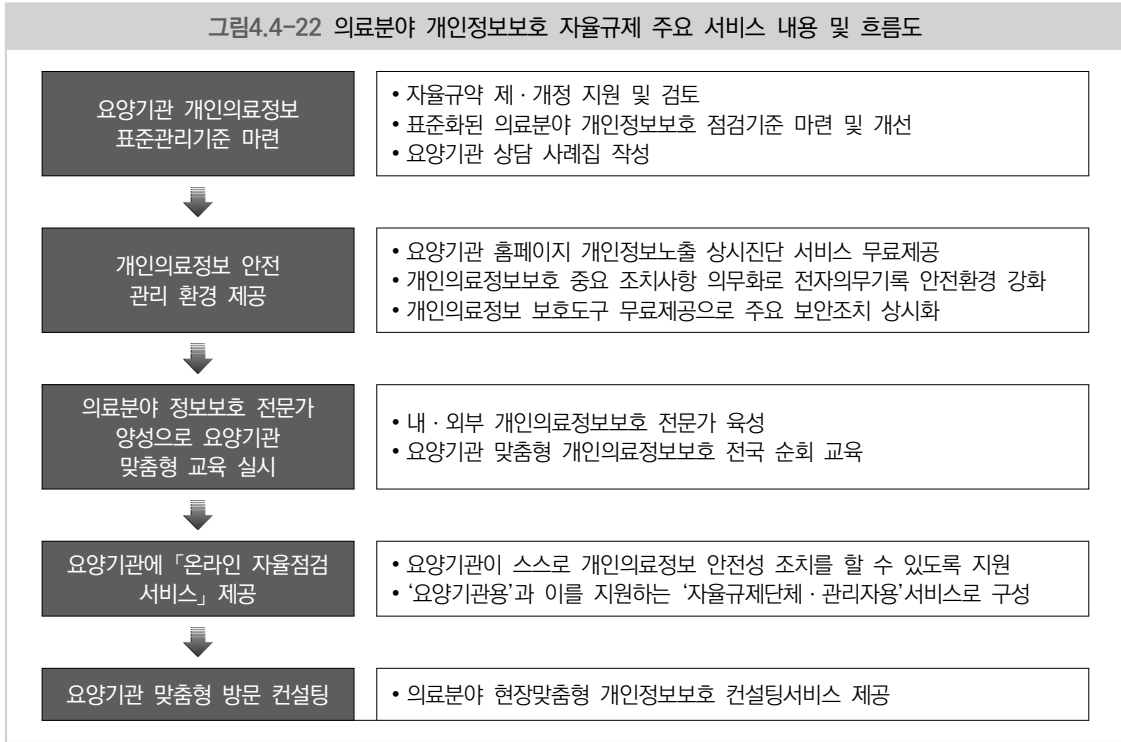 그림4.4-22 의료분야 개인정보보호 자율규제 주요 서비스 내용 및 흐름도
요양기관 개인의료정보
표준관리기준 마련
• 자율규약 제·개정 지원 및 검토
• 표준화된 의료분야 개인정보보호 점검기준 마련 및 개선
• 요양기관 상담 사례집 작성
개인의료정보 안전
관리 환경 제공
• 요양기관 홈페이지 개인정보노출 상시진단 서비스 무료제공
• 개인의료정보보호 중요 조치사항 의무화로 전자의무기록 안전환경 강화
• 개인의료정보 보호도구 무료제공으로 주요 보안조치 상시화
의료분야 정보보호 전문가
양성으로 요양기관
맞춤형 교육 실시
• 내·외부 개인의료정보보호 전문가 육성
• 요양기관 맞춤형 개인의료정보보호 전국 순회 교육
요양기관에 「온라인 자율점검
서비스」 제공
• 요양기관이 스스로 개인의료정보 안전성 조치를 할 수 있도록 지원
• ‘요양기관용’과 이를 지원하는 ‘자율규제단체·관리자용’서비스로 구성
요양기관 맞춤형 방문 컨설팅
• 의료분야 현장맞춤형 개인정보보호 컨설팅서비스 제공